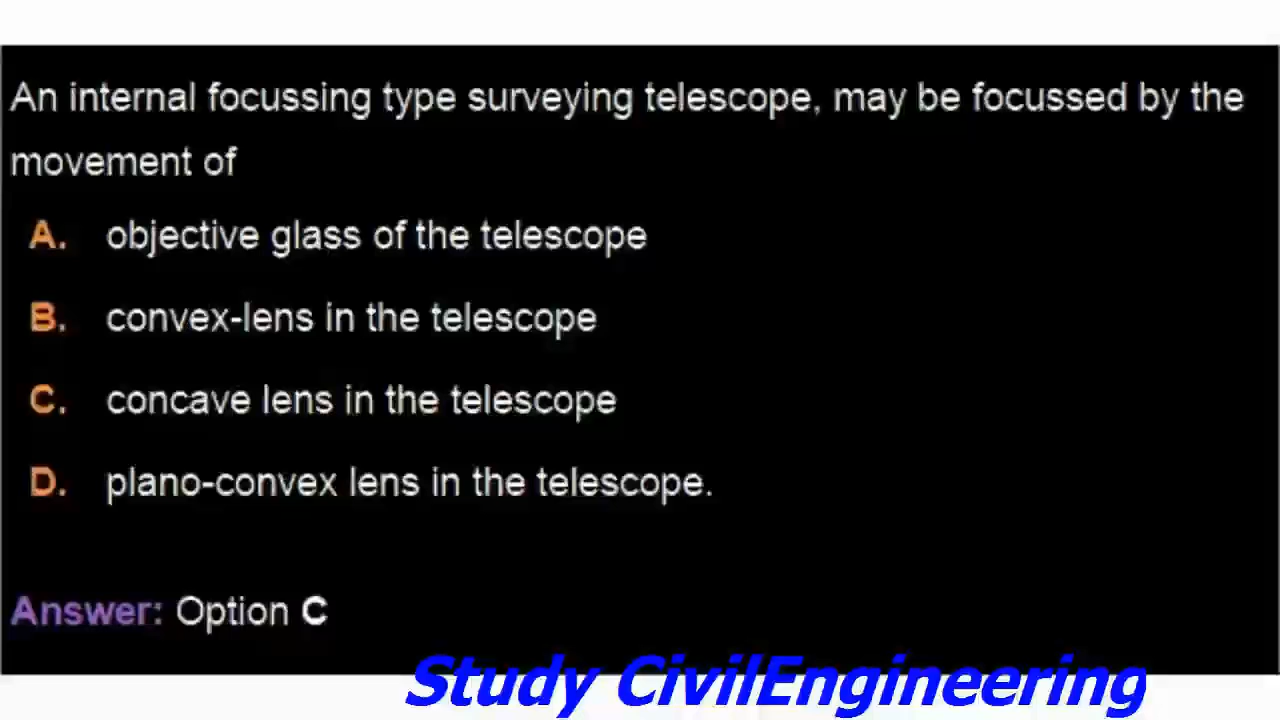 An internal focussing type surveying telescope, may be focussed by the
movement of
A. objective glass of the telescope
B. convex-lens in the telescope
C. concave lens in the telescope
D. plano-convex lens in the telescope.
Answer: Option C
Study CivilEngineering